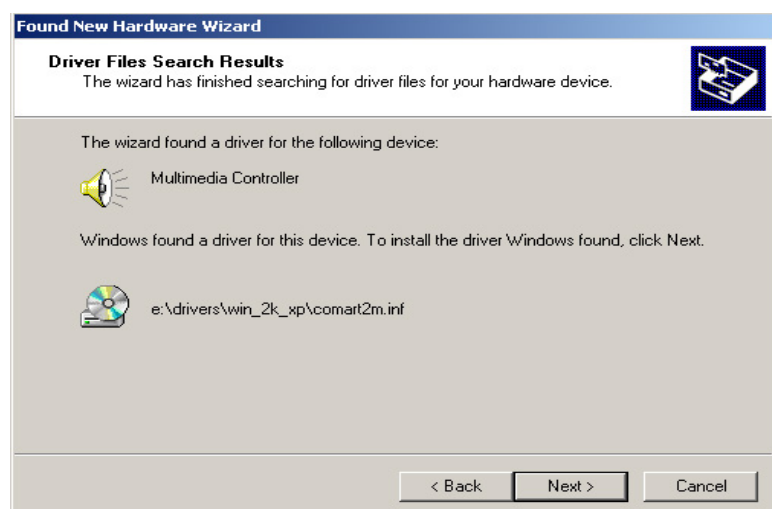 Found New Hardware Wizard
Driver Files Search Results
The wizard has finished searching for driver files for your hardware device.
The wizard found a driver for the following device:
Multimedia Controller
Windows found a driver for this device. To install the driver Windows found, click Next.
e:\drivers\win_2k_xp\comart2m.inf
< Back Next > Cancel